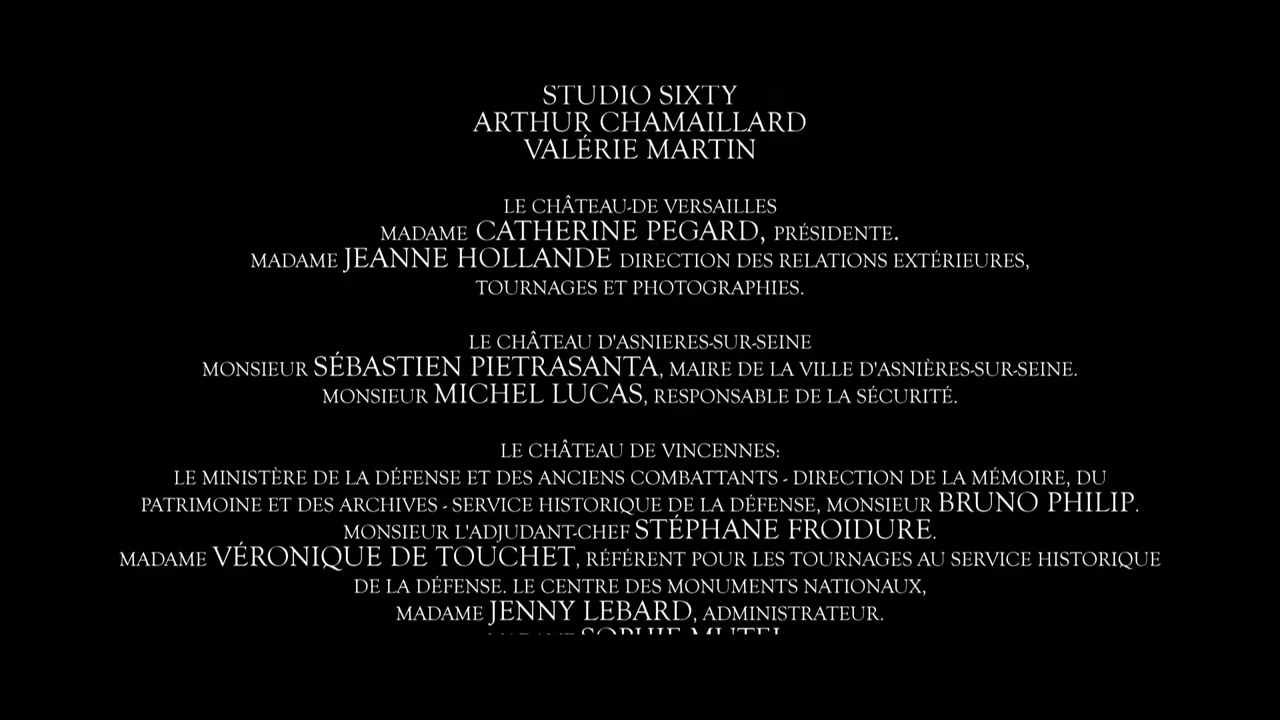 STUDIO SIXTY
ARTHUR CHAMAILLARD
VALÉRIE MARTIN
LE CHÂTEAU-DE VERSAILLES
MADAME CATHERINE PEGARD, PRÉSIDENTE.
MADAME JEANNE HOLLANDE DIRECTION DES RELATIONS EXTÉRIEURES,
TOURNAGES ET PHOTOGRAPHIES.
LE CHÂTEAU D'ASNIERES-SUR-SEINE
MONSIEUR SÉBASTIEN PIETRASANTA, MAIRE DE LA VILLE D'ASNIÈRES-SUR-SEINE.
MONSIEUR MICHEL LUCAS, RESPONSABLE DE LA SÉCURITÉ.
LE CHÂTEAU DE VINCENNES:
LE MINISTÈRE DE LA DÉFENSE ET DES ANCIENS COMBATTANTS - DIRECTION DE LA MÉMOIRE, DU
PATRIMOINE ET DES ARCHIVES - SERVICE HISTORIQUE DE LA DÉFENSE, MONSIEUR BRUNO PHILIP.
MONSIEUR L'ADJUDANT-CHEF STÉPHANE FROIDURE.
MADAME VÉRONIQUE DE TOUCHET, RÉFÉRENT POUR LES TOURNAGES AU SERVICE HISTORIQUE
DE LA DÉFENSE. LE CENTRE DES MONUMENTS NATIONAUX,
MADAME JENNY LEBARD, ADMINISTRATEUR.
MADAME SOPHIE